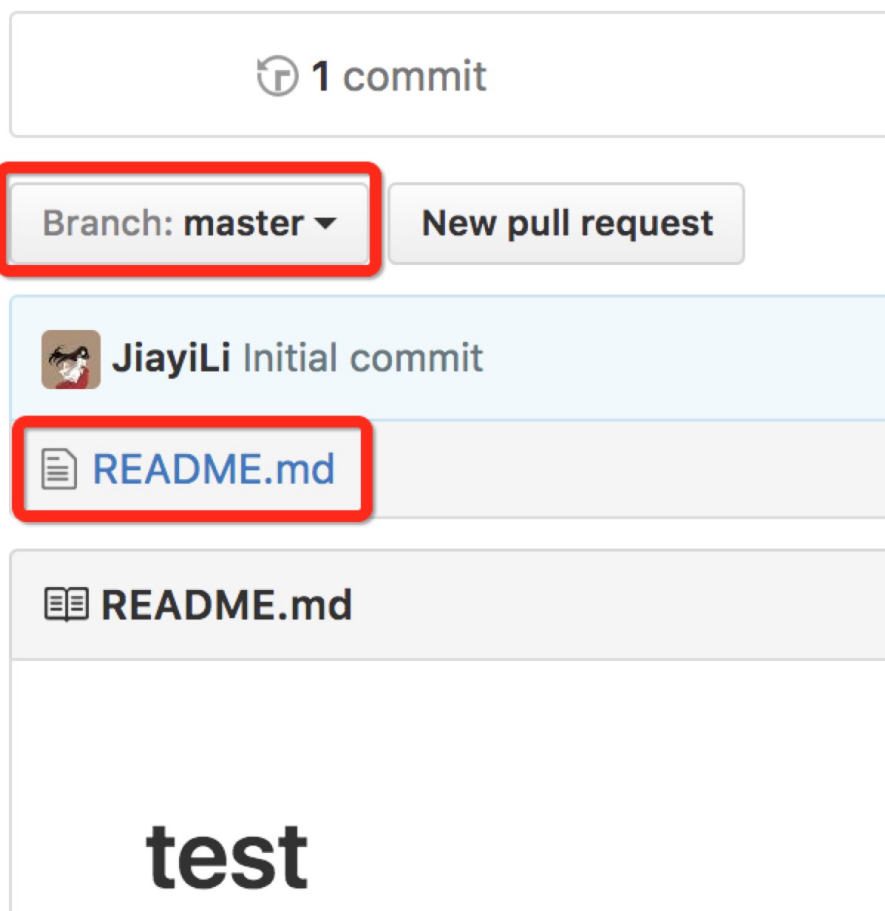 1 commit
Branch: master New pull request
JiayiLi Initial commit
README.md
README.md
test